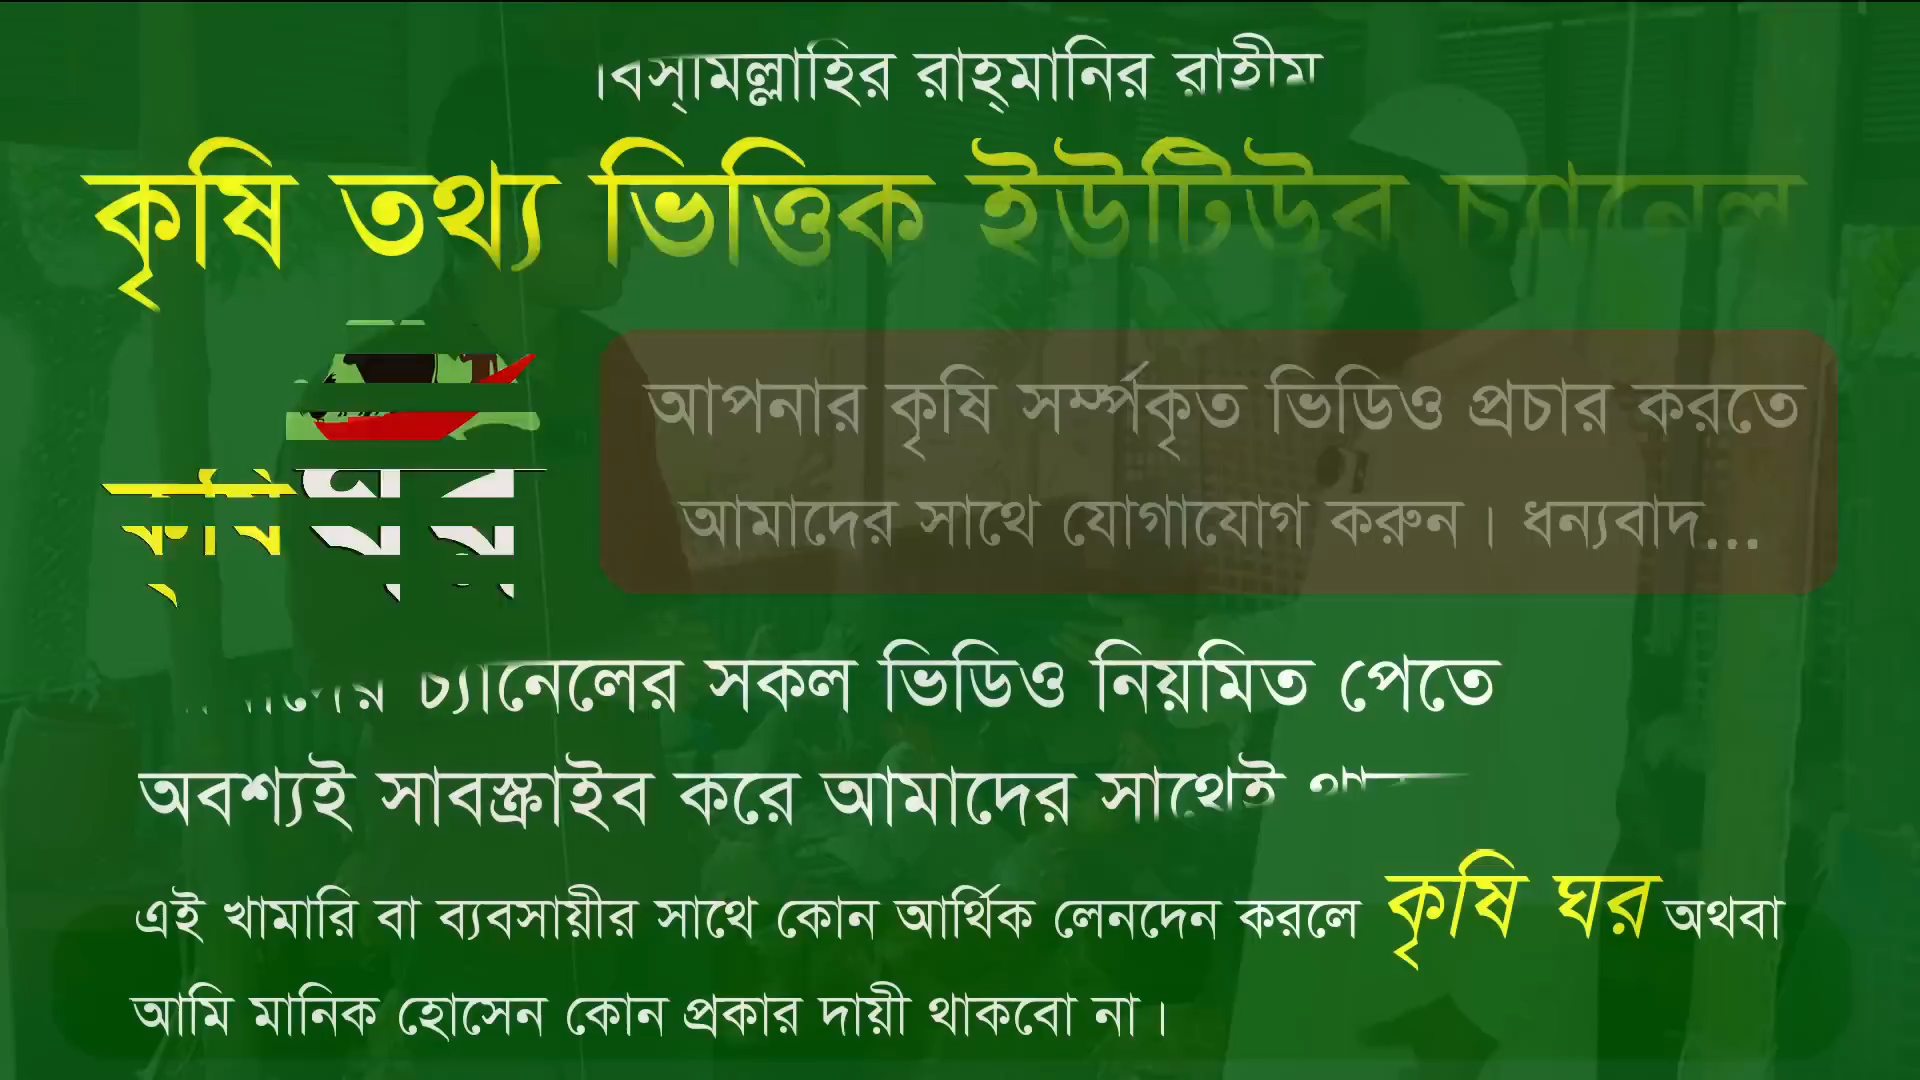 বিস্‌মিল্লাহির রাহ্‌মানির রাহীম
কৃষি তথ্য ভিত্তিক ইউটিউব চ্যানেল
আপনার কৃষি সর্ম্পকৃত ভিডিও প্রচার করতে
আমাদের সাথে যোগাযোগ করুন। ধন্যবাদ...
কৃষি ঘর
চ্যানেলের সকল ভিডিও নিয়মিত পেতে
অবশ্যই সাবস্ক্রাইব করে আমাদের সাথেই
এই খামারি বা ব্যবসায়ীর সাথে কোন আর্থিক লেনদেন করলে কৃষি ঘর অথবা
আমি মানিক হোসেন কোন প্রকার দায়ী থাকবো না।